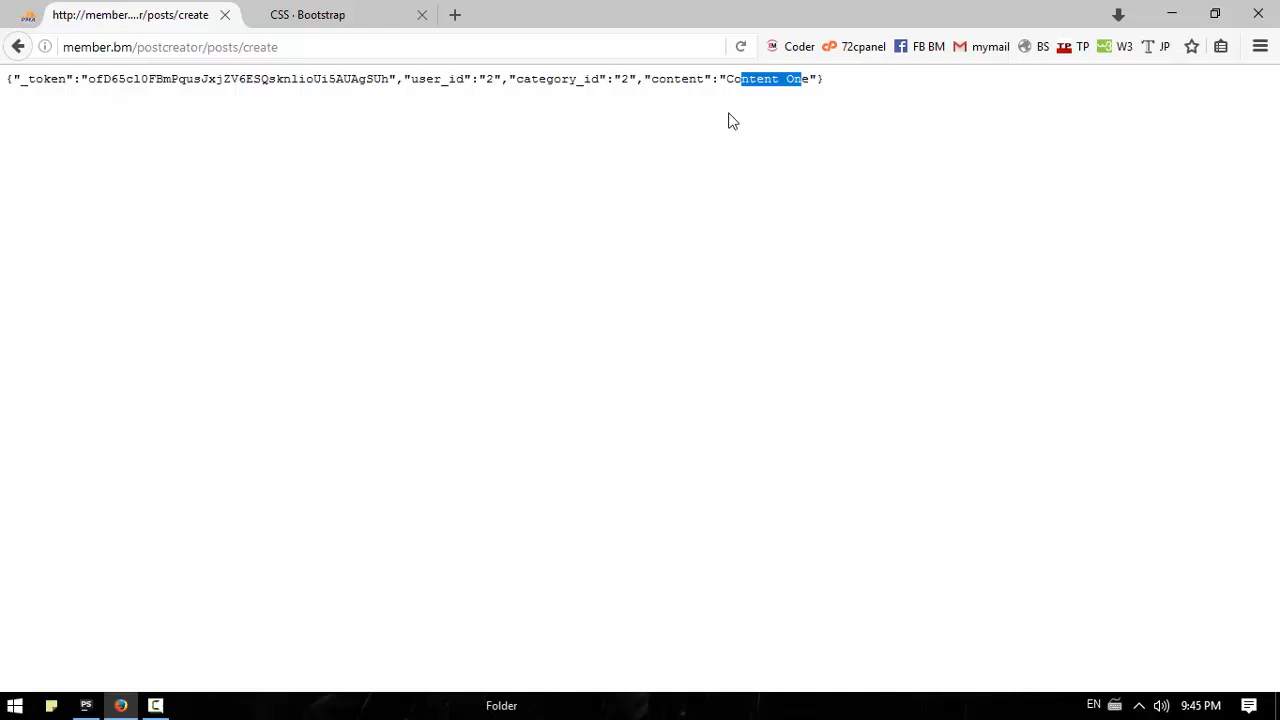 http://member....r/posts/create
CSS · Bootstrap
member.bm/postcreator/posts/create
Coder
72cpanel
FB BM
mymail
BS
TP
W3
JP
{"_token":"ofD65cl0FBmPqusJxjZV6ESQsknlioUi5AUAgSUh","user_id":"2","category_id":"2","content":"Content One"}
Folder
EN
9:45 PM